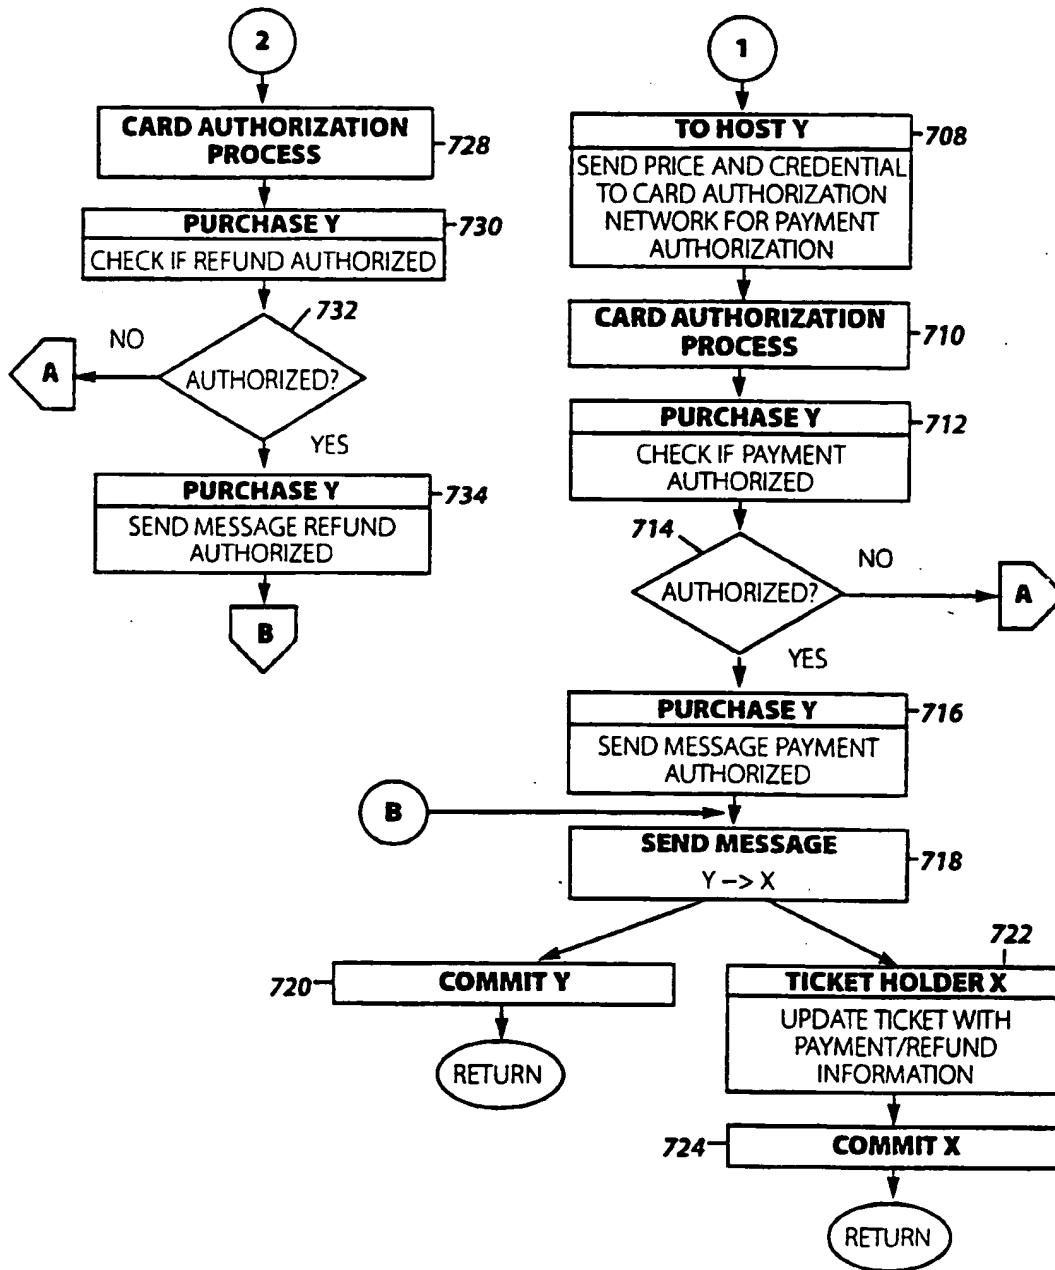 2
CARD AUTHORIZATION
PROCESS
728
PURCHASE Y
730
CHECK IF REFUND AUTHORIZED
732
NO
A
AUTHORIZED?
YES
PURCHASE Y
734
SEND MESSAGE REFUND
AUTHORIZED
B
1
TO HOST Y
708
SEND PRICE AND CREDENTIAL
TO CARD AUTHORIZATION
NETWORK FOR PAYMENT
AUTHORIZATION
CARD AUTHORIZATION
PROCESS
710
PURCHASE Y
712
CHECK IF PAYMENT
AUTHORIZED
714
NO
AUTHORIZED?
A
YES
PURCHASE Y
716
SEND MESSAGE PAYMENT
AUTHORIZED
B
SEND MESSAGE
718
Y –> X
720
COMMIT Y
RETURN
722
TICKET HOLDER X
UPDATE TICKET WITH
PAYMENT/REFUND
INFORMATION
724
COMMIT X
RETURN